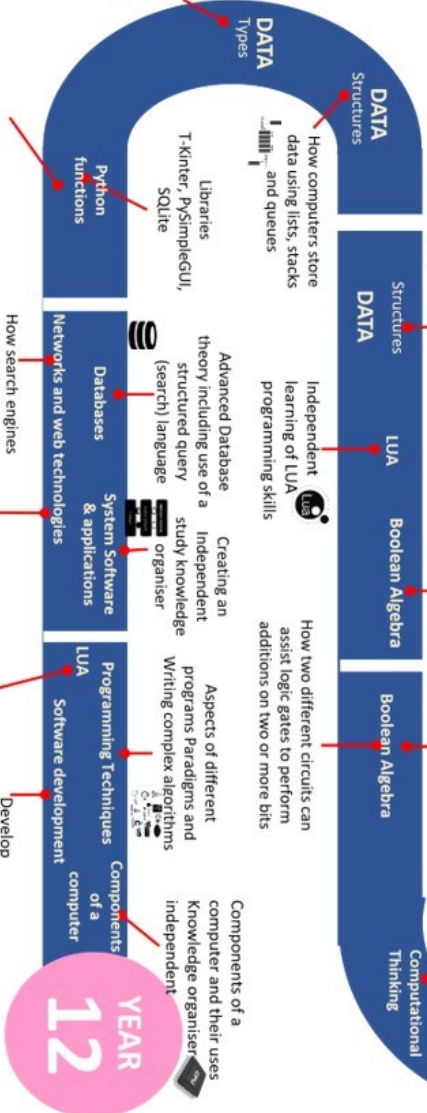 DATA
Structures
DATA
Types
How computers store
data using lists, stacks
and queues
Libraries
T-Kinter, PySimpleGUI,
SQLite
Python
functions
Structures
DATA
LUA
Boolean Algebra
Independent
learning of LUA
programming skills
LUA
Advanced Database
theory including use of a
structured query
(search) language
Databases
Networks and web technologies
How search engines
Creating an
Independent
study knowledge
organiser
System Software
& applications
Boolean Algebra
Computational
Thinking
How two different circuits can
assist logic gates to perform
additions on two or more bits
Aspects of different
programs Paradigms and
Writing complex algorithms
Programming Techniques
LUA
Software development
Develop
Components of a
computer and their uses
Knowledge organiser
independent
Components
of a
computer
YEAR
12